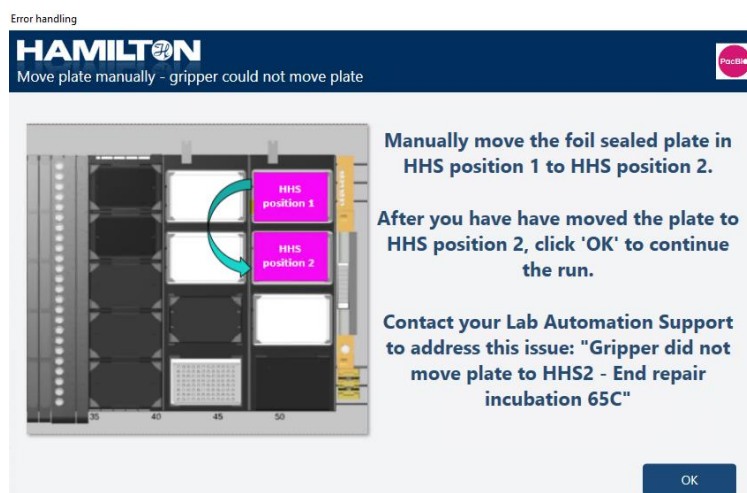 Error handling
HAMILTON
Move plate manually - gripper could not move plate
PacBi
HHS
position 1
HHS
position 2
35 40 45 50
Manually move the foil sealed plate in
HHS position 1 to HHS position 2.
After you have have moved the plate to
HHS position 2, click 'OK' to continue
the run.
Contact your Lab Automation Support
to address this issue: "Gripper did not
move plate to HHS2 - End repair
incubation 65C"
OK